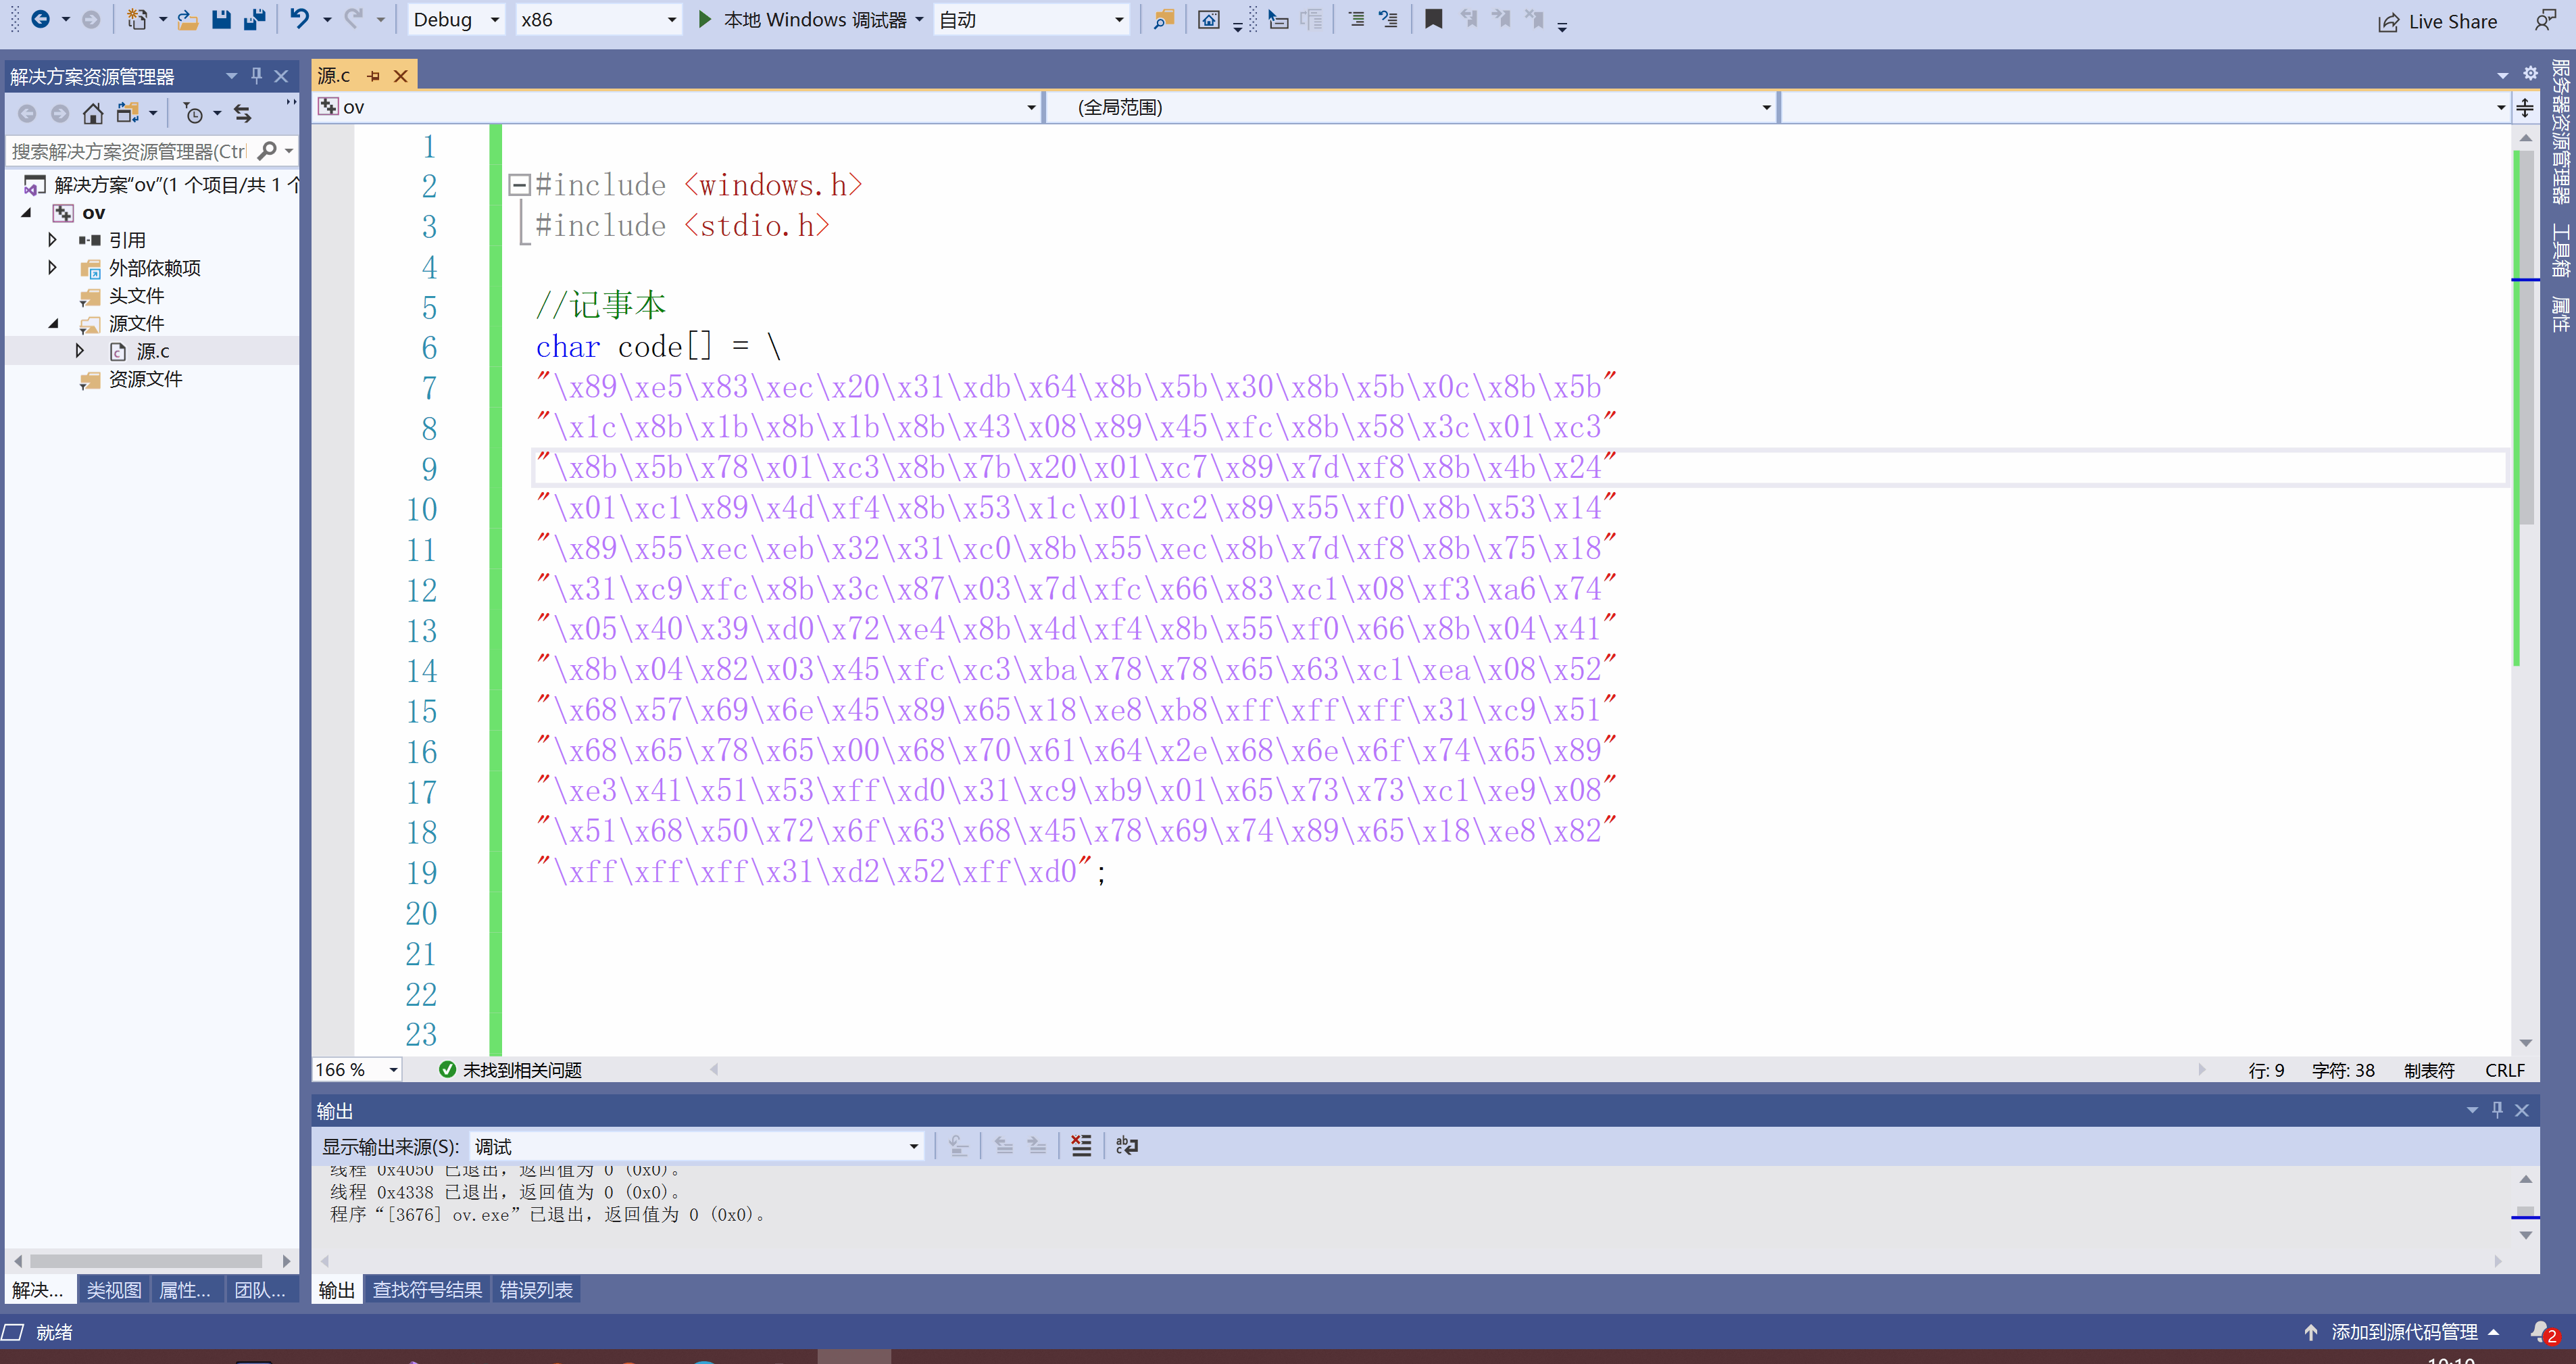 Debug
x86
本地 Windows 调试器
自动
Live Share
解决方案资源管理器
搜索解决方案资源管理器(Ctrl
解决方案"ov"(1 个项目/共 1 个
ov
引用
外部依赖项
头文件
源文件
源.c
资源文件
源.c
ov
(全局范围)
1
2 #include <windows.h>
3 #include <stdio.h>
4
5 //记事本
6 char code[] = \
7 "\x89\xe5\x83\xec\x20\x31\xdb\x64\x8b\x5b\x30\x8b\x5b\x0c\x8b\x5b"
8 "\x1c\x8b\x1b\x8b\x1b\x8b\x43\x08\x89\x45\xfc\x8b\x58\x3c\x01\xc3"
9 "\x8b\x5b\x78\x01\xc3\x8b\x7b\x20\x01\xc7\x89\x7d\xf8\x8b\x4b\x24"
10 "\x01\xc1\x89\x4d\xf4\x8b\x53\x1c\x01\xc2\x89\x55\xf0\x8b\x53\x14"
11 "\x89\x55\xec\xeb\x32\x31\xc0\x8b\x55\xec\x8b\x7d\xf8\x8b\x75\x18"
12 "\x31\xc9\xfc\x8b\x3c\x87\x03\x7d\xfc\x66\x83\xc1\x08\xf3\xa6\x74"
13 "\x05\x40\x39\xd0\x72\xe4\x8b\x4d\xf4\x8b\x55\xf0\x66\x8b\x04\x41"
14 "\x8b\x04\x82\x03\x45\xfc\xc3\xba\x78\x78\x65\x63\xc1\xea\x08\x52"
15 "\x68\x57\x69\x6e\x45\x89\x65\x18\xe8\xb8\xff\xff\xff\x31\xc9\x51"
16 "\x68\x65\x78\x65\x00\x68\x70\x61\x64\x2e\x68\x6e\x6f\x74\x65\x89"
17 "\xe3\x41\x51\x53\xff\xd0\x31\xc9\xb9\x01\x65\x73\x73\xc1\xe9\x08"
18 "\x51\x68\x50\x72\x6f\x63\x68\x45\x78\x69\x74\x89\x65\x18\xe8\x82"
19 "\xff\xff\xff\x31\xd2\x52\xff\xd0";
20
21
22
23
166 %
未找到相关问题
行: 9
字符: 38
制表符
CRLF
输出
显示输出来源(S):
调试
线程 0x4050 已退出，返回值为 0 (0x0)。
线程 0x4338 已退出，返回值为 0 (0x0)。
程序"[3676] ov.exe"已退出，返回值为 0 (0x0)。
解决...
类视图
属性...
团队...
输出
查找符号结果
错误列表
就绪
添加到源代码管理
2
服务器资源管理器
工具箱
属性